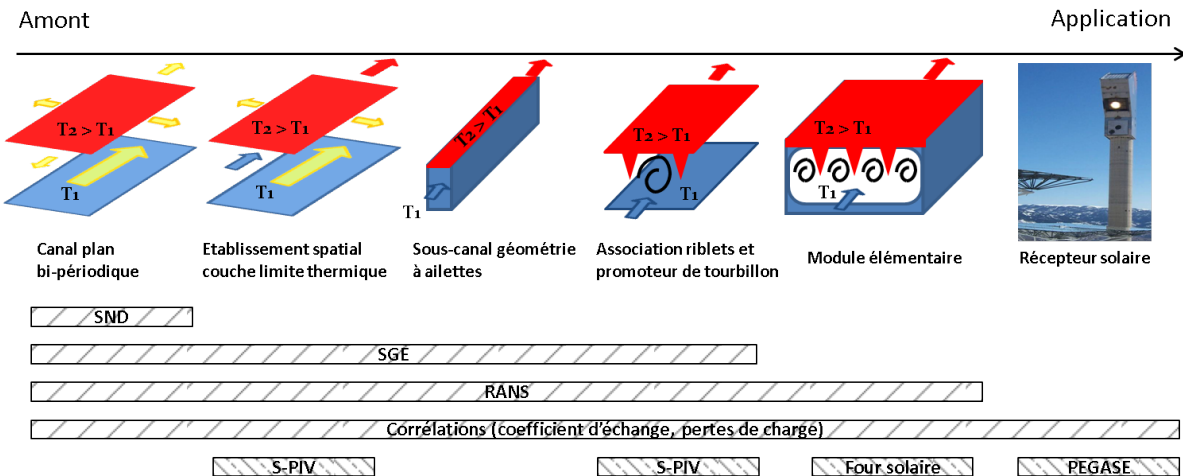 Amont
Application
T2 > T1
T1
T2 > T1
T1
T2 > T1
T1
T2 > T1
T1
T2 > T1
T1
Canal plan
bi-périodique
Etablissement spatial
couche limite thermique
Sous-canal géométrie
à ailettes
Association riblets et
promoteur de tourbillon
Module élémentaire
Récepteur solaire
SND
SGE
RANS
Corrélations (coefficient d'échange, pertes de charge)
S-PIV
S-PIV
Four solaire
PEGASE